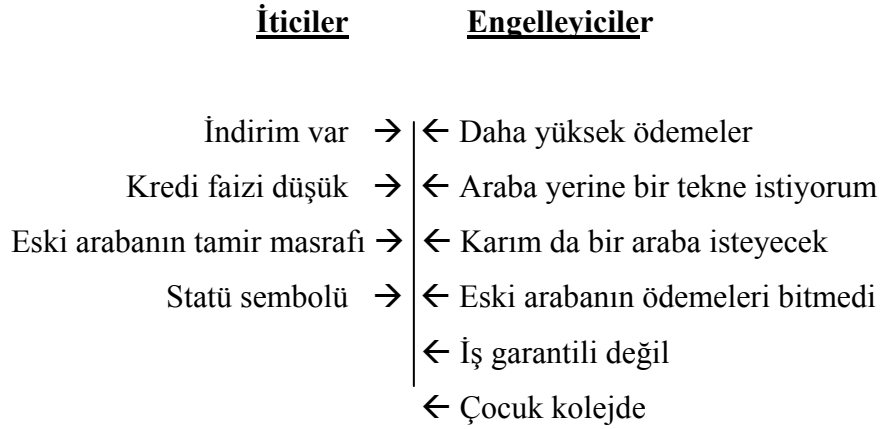 İticiler Engelleyiciler
İndirim var → ← Daha yüksek ödemeler
Kredi faizi düşük → ← Araba yerine bir tekne istiyorum
Eski arabanın tamir masrafı → ← Karım da bir araba isteyecek
Statü sembolü → ← Eski arabanın ödemeleri bitmedi
← İş garantili değil
← Çocuk kolejde